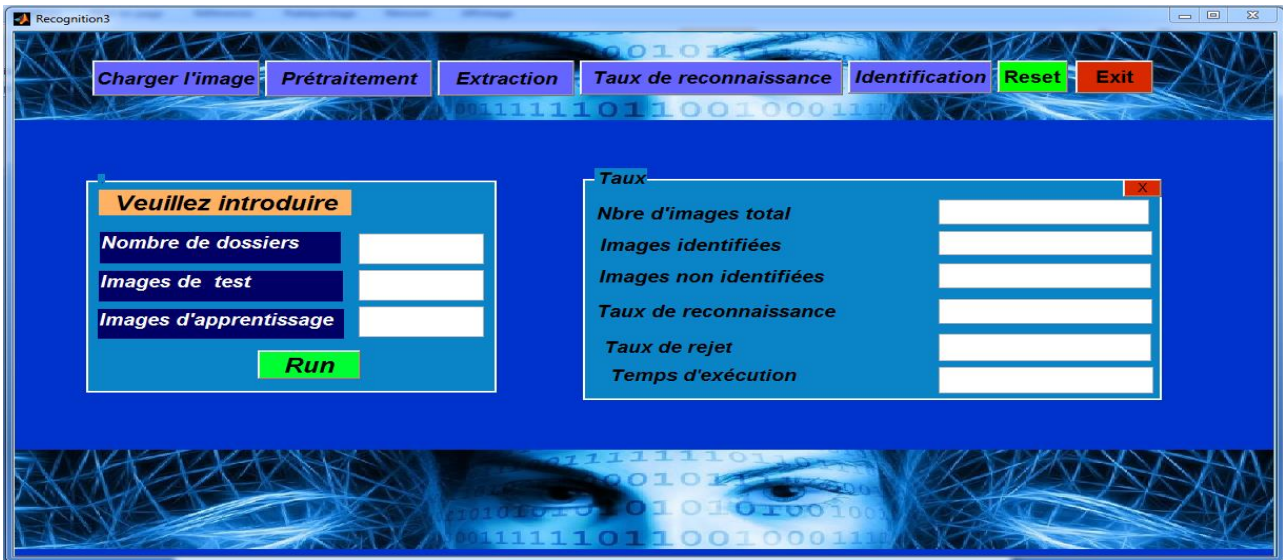 Recognition3
Charger l'image Prétraitement Extraction Taux de reconnaissance Identification Reset Exit
Veuillez introduire
Nombre de dossiers
Images de test
Images d'apprentissage
Run
Taux
X
Nbre d'images total
Images identifiées
Images non identifiées
Taux de reconnaissance
Taux de rejet
Temps d'exécution